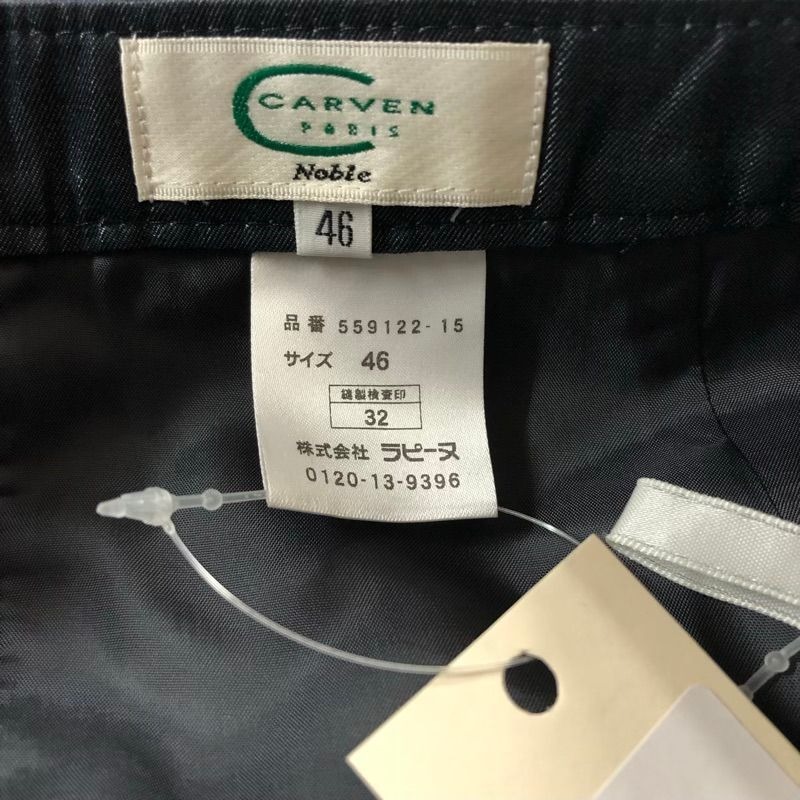 CARVEN
PARIS
Noble
46
品番 559122-15
サイズ 46
縫製検査印
32
株式会社 ラピーヌ
0120-13-9396